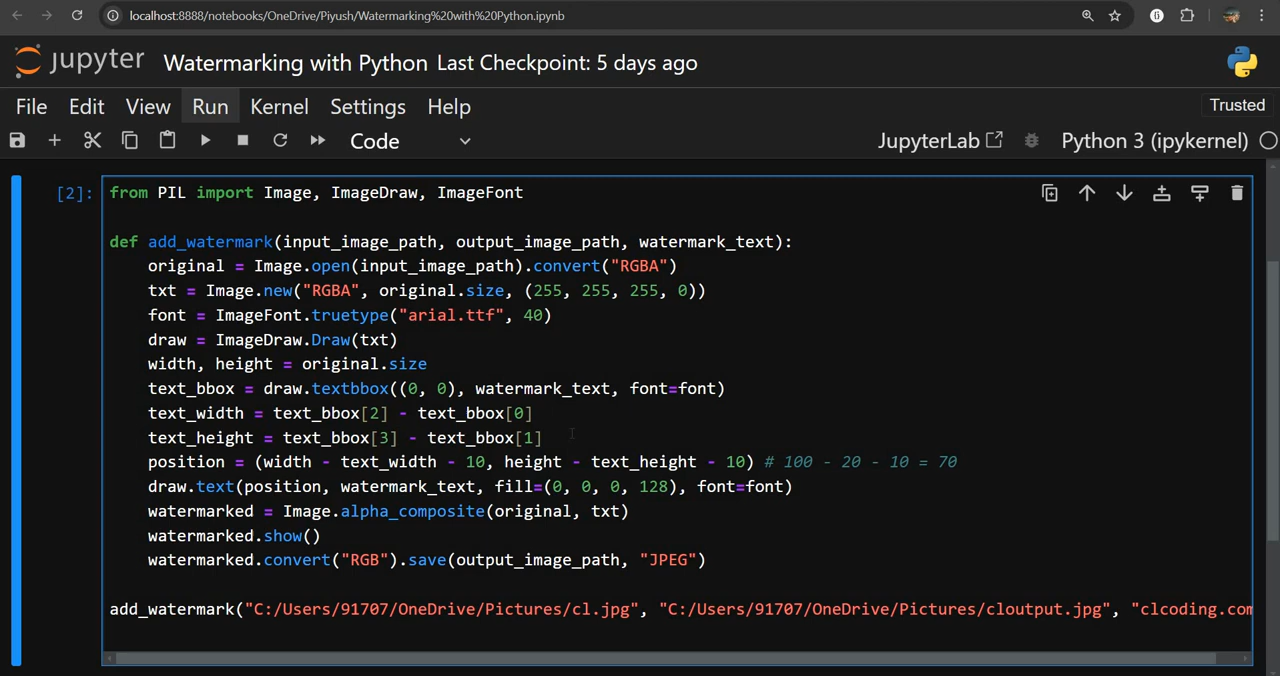 localhost:8888/notebooks/OneDrive/Piyush/Watermarking%20with%20Python.ipynb
jupyter Watermarking with Python Last Checkpoint: 5 days ago
File Edit View Run Kernel Settings Help
Trusted
Code JupyterLab Python 3 (ipykernel)
[2]: from PIL import Image, ImageDraw, ImageFont
def add_watermark(input_image_path, output_image_path, watermark_text):
    original = Image.open(input_image_path).convert("RGBA")
    txt = Image.new("RGBA", original.size, (255, 255, 255, 0))
    font = ImageFont.truetype("arial.ttf", 40)
    draw = ImageDraw.Draw(txt)
    width, height = original.size
    text_bbox = draw.textbbox((0, 0), watermark_text, font=font)
    text_width = text_bbox[2] - text_bbox[0]
    text_height = text_bbox[3] - text_bbox[1]
    position = (width - text_width - 10, height - text_height - 10) # 100 - 20 - 10 = 70
    draw.text(position, watermark_text, fill=(0, 0, 0, 128), font=font)
    watermarked = Image.alpha_composite(original, txt)
    watermarked.show()
    watermarked.convert("RGB").save(output_image_path, "JPEG")
add_watermark("C:/Users/91707/OneDrive/Pictures/cl.jpg", "C:/Users/91707/OneDrive/Pictures/cloutput.jpg", "clcoding.com